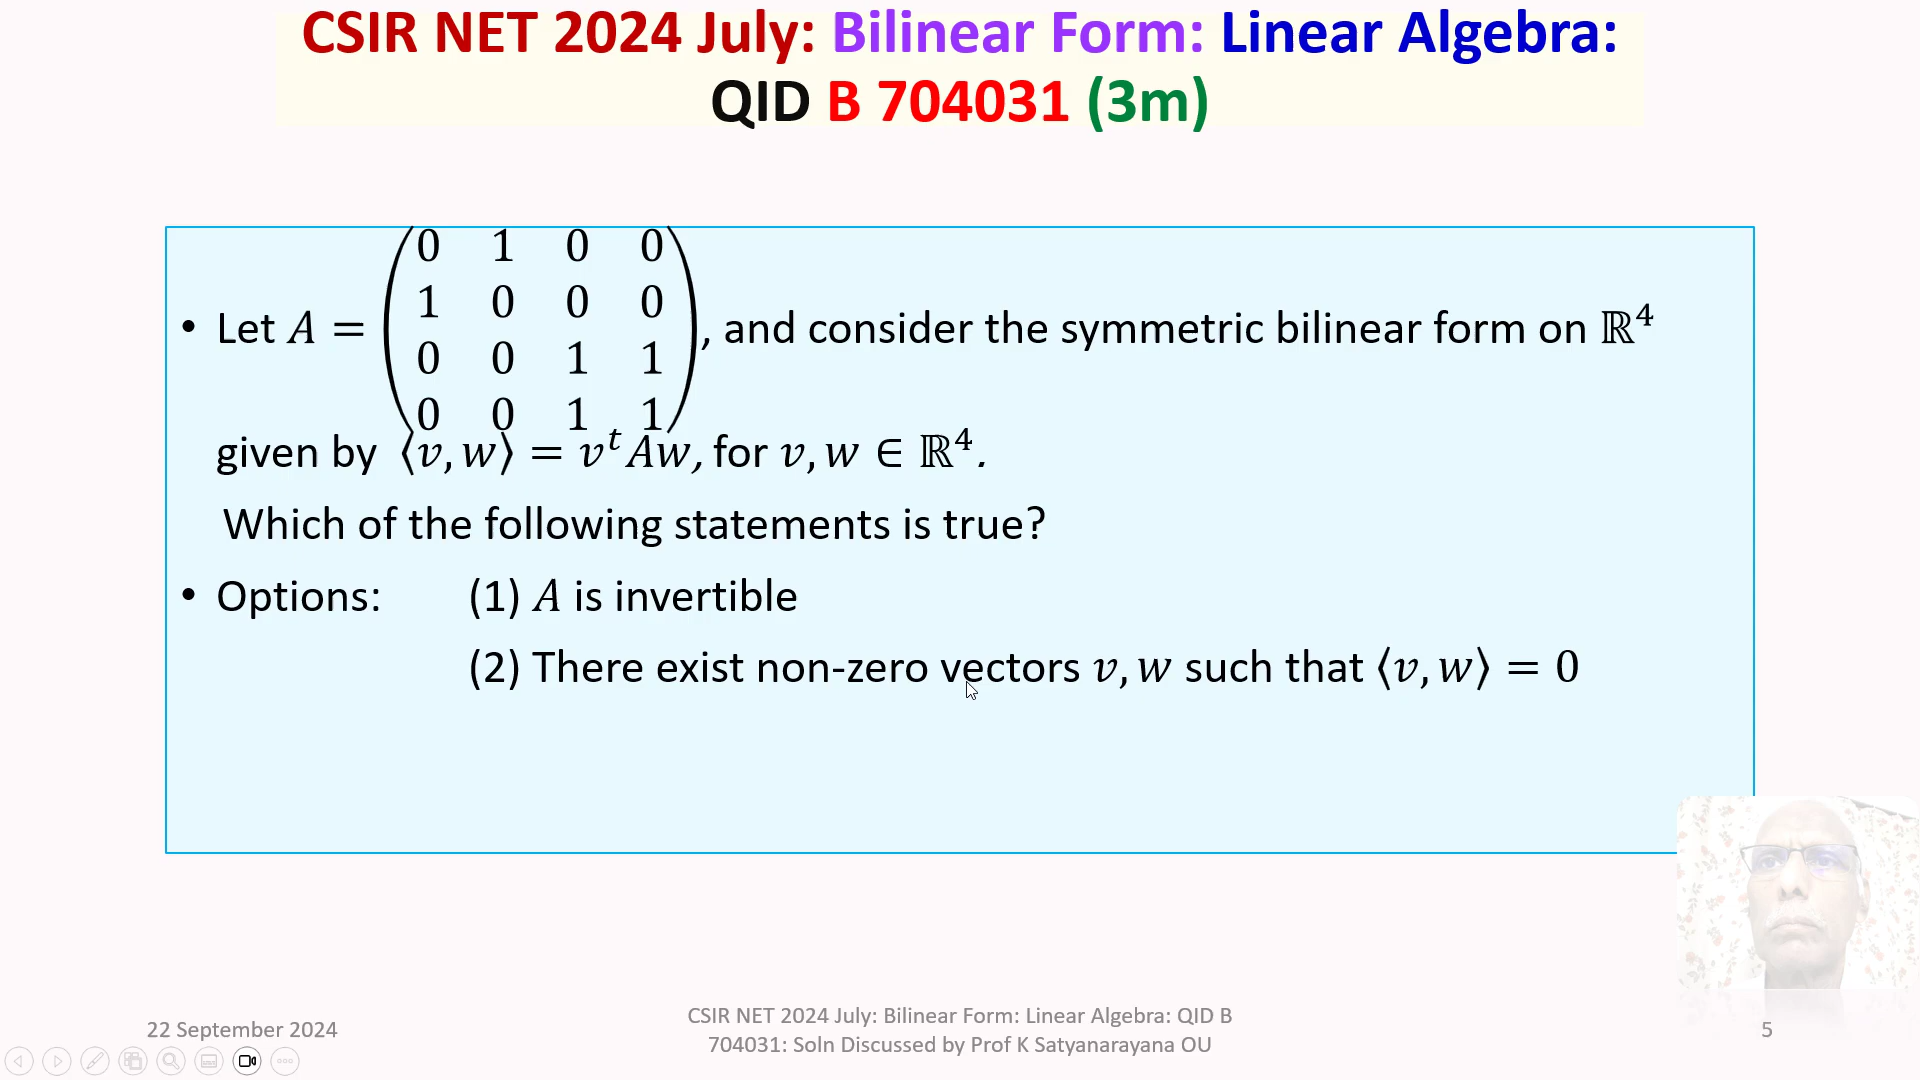 CSIR NET 2024 July: Bilinear Form: Linear Algebra:
QID B 704031 (3m)
• Let A = (0 1 0 0
1 0 0 0
0 0 1 1
0 0 1 1), and consider the symmetric bilinear form on ℝ⁴
given by ⟨v, w⟩ = vᵗAw, for v, w ∈ ℝ⁴.
Which of the following statements is true?
• Options: (1) A is invertible
(2) There exist non-zero vectors v, w such that ⟨v, w⟩ = 0
22 September 2024
CSIR NET 2024 July: Bilinear Form: Linear Algebra: QID B
704031: Soln Discussed by Prof K Satyanarayana OU
5